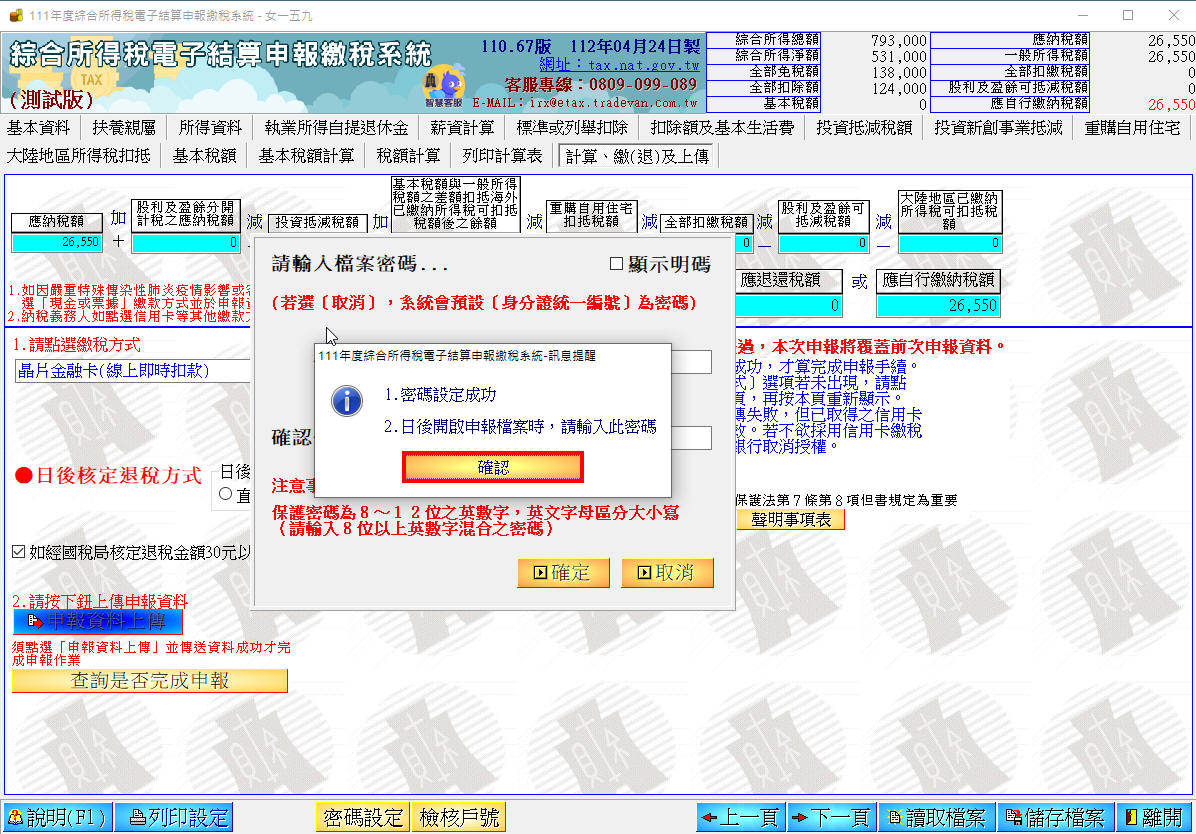 111年度綜合所得稅電子結算申報繳稅系統 - 女一五九
綜合所得稅電子結算申報繳稅系統
TAX
(測試版)
智慧客服
110.67版 112年04月24日製
網址：tax.nat.gov.tw
客服專線：0809-099-089
E-MAIL：irx@etax.tradevan.com.tw
綜合所得總額 793,000 應納稅額 26,550
綜合所得淨額 531,000 一般所得稅額 26,550
全部免稅額 138,000 全部扣繳稅額 0
全部扣除額 124,000 股利及盈餘可扣抵減稅額 0
基本稅額 0 應自行繳納稅額 26,550
基本資料 扶養親屬 所得資料 執業所得自提退休金 薪資計算 標準或列舉扣除 扣除額及基本生活費 投資抵減稅額 投資新創事業抵減 重購自用住宅
大陸地區所得稅扣抵 基本稅額 基本稅額計算 稅額計算 列印計算表 計算、繳(退)及上傳
應納稅額
26,550
加
＋
股利及盈餘分開
計稅之應納稅額
0
減
投資抵減稅額
加
基本稅額與一般所得
稅額之差額扣抵海外
已繳納所得稅可扣抵
稅額後之餘額
減
重購自用住宅
扣抵稅額
減
全部扣繳稅額
0
減
－
股利及盈餘可
抵減稅額
0
減
－
大陸地區已繳納
所得稅可扣抵稅
額
0
應退還稅額
0
或
應自行繳納稅額
26,550
1.如因嚴重特殊傳染性肺炎疫情影響或
選「現金或票據」繳款方式並於申報
2.納稅義務人如點選信用卡等其他繳款
1.請點選繳稅方式
晶片金融卡(線上即時扣款)
●日後核定退稅方式
日後
直
☑如經國稅局核定退稅金額30元以
2.請按下鈕上傳申報資料
申報資料上傳
須點選「申報資料上傳」並傳送資料成功才完
成申報作業
查詢是否完成申報
請輸入檔案密碼...
顯示明碼
(若選〔取消〕，系統會預設〔身分證統一編號〕為密碼)
確認
注意
保護密碼為８～１２位之英數字，英文字母區分大小寫
（請輸入８位以上英數字混合之密碼）
確定
取消
111年度綜合所得稅電子結算申報繳稅系統-訊息提醒
1.密碼設定成功
2.日後開啟申報檔案時，請輸入此密碼
確認
過，本次申報將覆蓋前次申報資料。
成功，才算完成申報手續。
式〕選項若未出現，請點
頁，再按本頁重新顯示。
傳失敗，但已取得之信用卡
效。若不欲採用信用卡繳稅
銀行取消授權。
保護法第７條第８項但書規定為重要
聲明事項表
說明(F1)
列印設定
密碼設定
檢核戶號
上一頁
下一頁
讀取檔案
儲存檔案
離開